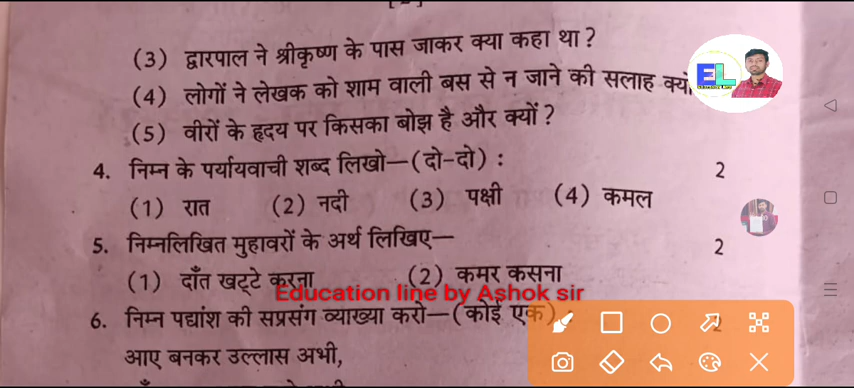 (3) द्वारपाल ने श्रीकृष्ण के पास जाकर क्या कहा था ?
(4) लोगों ने लेखक को शाम वाली बस से न जाने की सलाह
EL
(5) वीरों के हृदय पर किसका बोझ है और क्यों ?
4. निम्न के पर्यायवाची शब्द लिखो—(दो-दो) : 2
(1) रात (2) नदी (3) पक्षी (4) कमल
5. निम्नलिखित मुहावरों के अर्थ लिखिए— 2
(1) दाँत खट्टे करना (2) कमर कसना
Education line by Ashok sir
6. निम्न पद्यांश की सप्रसंग व्याख्या करो—(कोई एक)
आए बनकर उल्लास अभी,